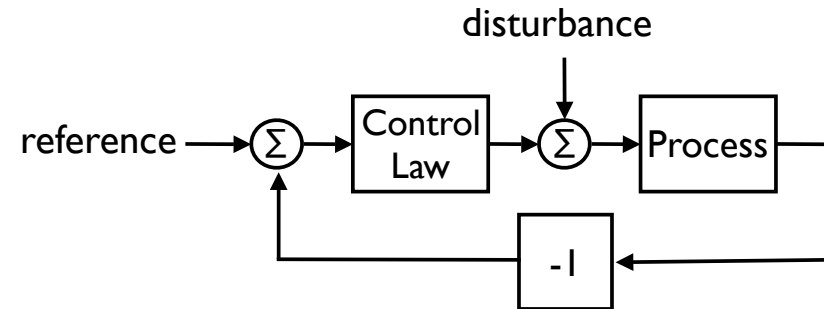 disturbance
reference
Σ
Control
Law
Σ
Process
-1